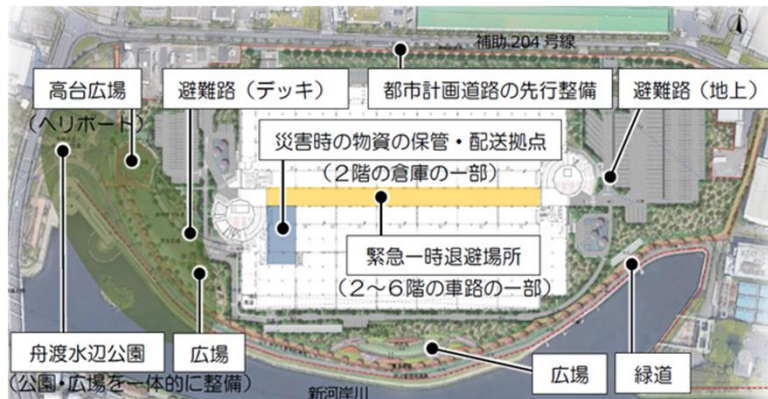 補助204号線
高台広場
(ヘリポート)
避難路(デッキ)
都市計画道路の先行整備
避難路(地上)
災害時の物資の保管・配送拠点
(2階の倉庫の一部)
緊急一時退避場所
(2~6階の車路の一部)
舟渡水辺公園
(公園・広場を一体的に整備)
広場
広場
緑道
新河岸川